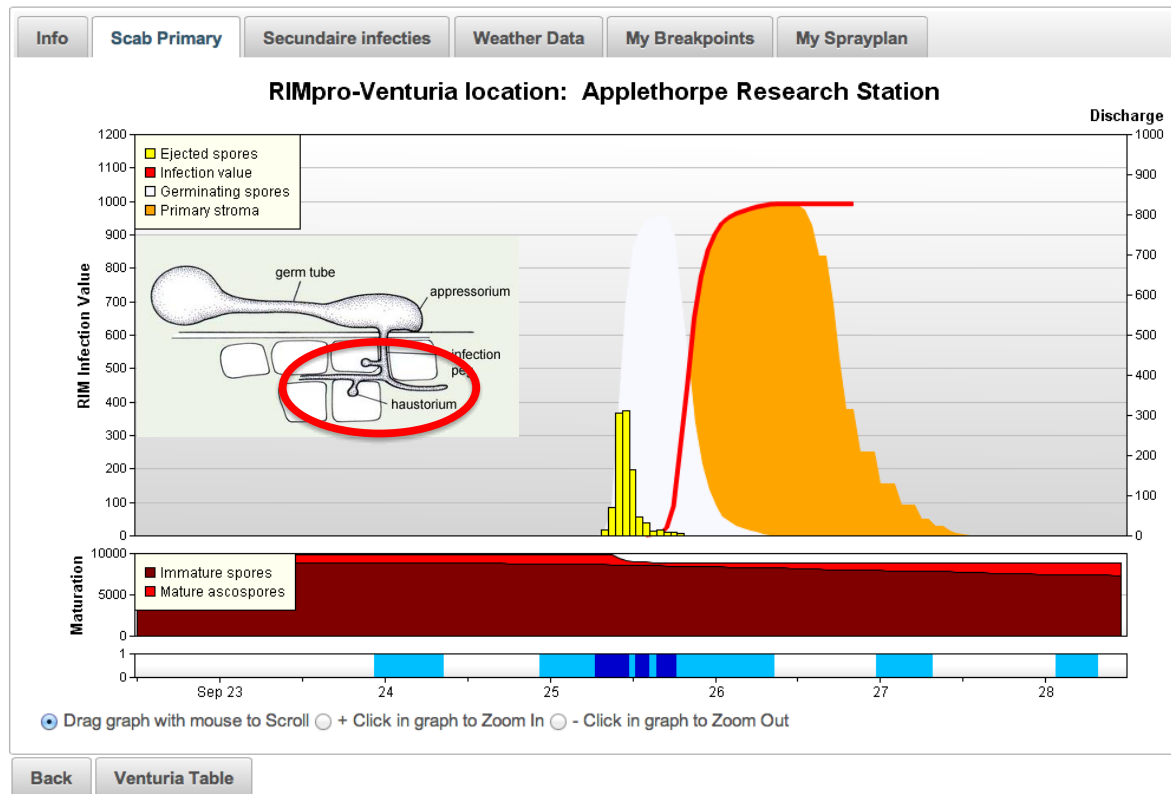 Info Scab Primary Secundaire infecties Weather Data My Breakpoints My Sprayplan
RIMpro-Venturia location: Applethorpe Research Station
Discharge
1200
1100
1000
900
800
700
600
500
400
300
200
100
0
RIM Infection Value
Ejected spores
Infection value
Germinating spores
Primary stroma
germ tube
appressorium
infection
haustorium
1000
900
800
700
600
500
400
300
200
100
0
10000
5000
0
Maturation
Immature spores
Mature ascospores
1
0
Sep 23 24 25 26 27 28
Drag graph with mouse to Scroll + Click in graph to Zoom In - Click in graph to Zoom Out
Back Venturia Table